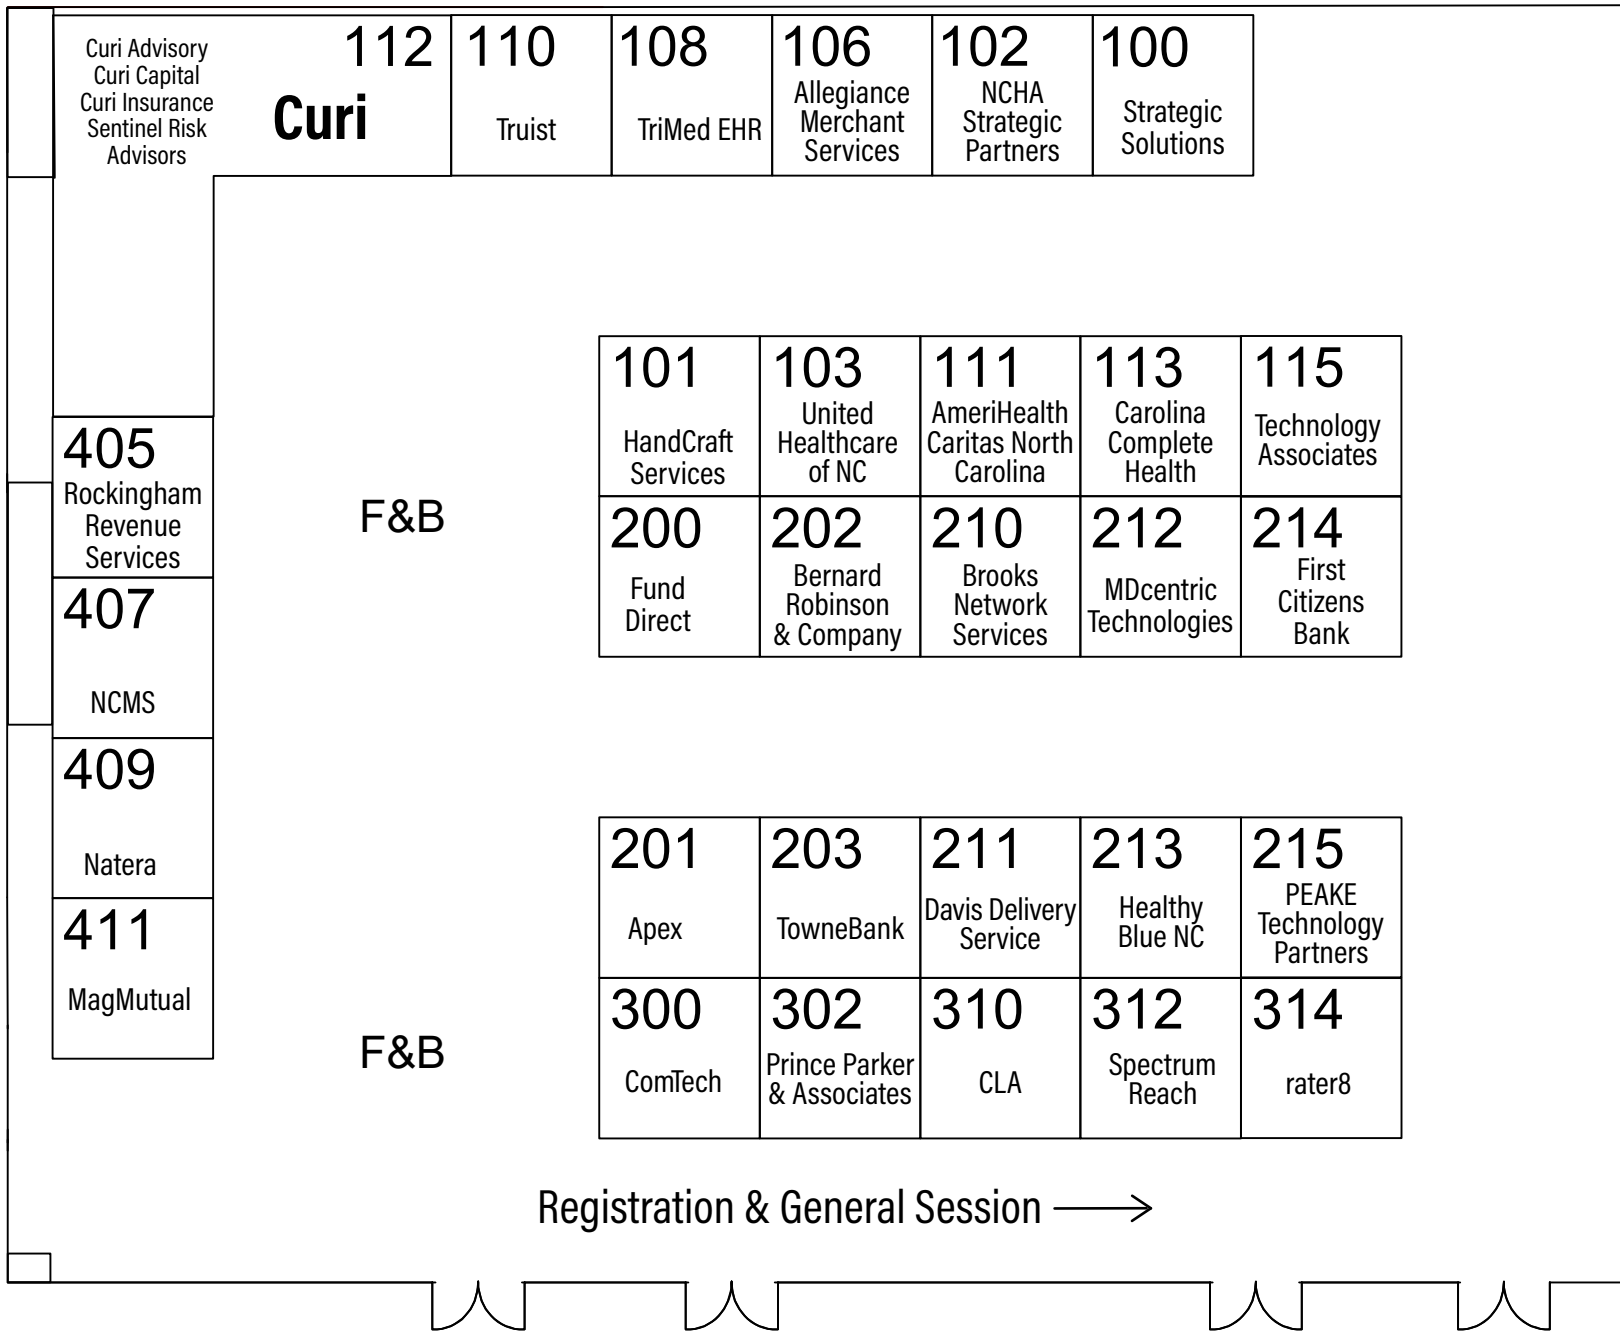 Curi Advisory
Curi Capital
Curi Insurance
Sentinel Risk
Advisors
112
Curi
110
Truist
108
TriMed EHR
106
Allegiance
Merchant
Services
102
NCHA
Strategic
Partners
100
Strategic
Solutions
101
HandCraft
Services
103
United
Healthcare
of NC
111
AmeriHealth
Caritas North
Carolina
113
Carolina
Complete
Health
115
Technology
Associates
405
Rockingham
Revenue
Services
F&B
200
Fund
Direct
202
Bernard
Robinson
& Company
210
Brooks
Network
Services
212
MDcentric
Technologies
214
First
Citizens
Bank
407
NCMS
409
Natera
201
Apex
203
TowneBank
211
Davis Delivery
Service
213
Healthy
Blue NC
215
PEAKE
Technology
Partners
411
MagMutual
F&B
300
ComTech
302
Prince Parker
& Associates
310
CLA
312
Spectrum
Reach
314
rater8
Registration & General Session